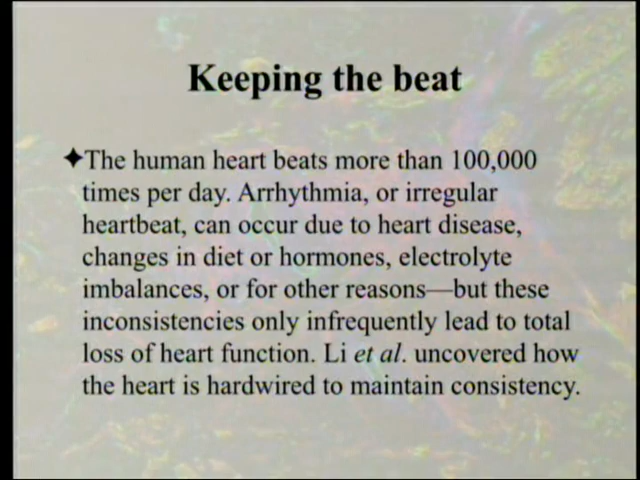 Keeping the beat
✦The human heart beats more than 100,000
times per day. Arrhythmia, or irregular
heartbeat, can occur due to heart disease,
changes in diet or hormones, electrolyte
imbalances, or for other reasons—but these
inconsistencies only infrequently lead to total
loss of heart function. Li et al. uncovered how
the heart is hardwired to maintain consistency.